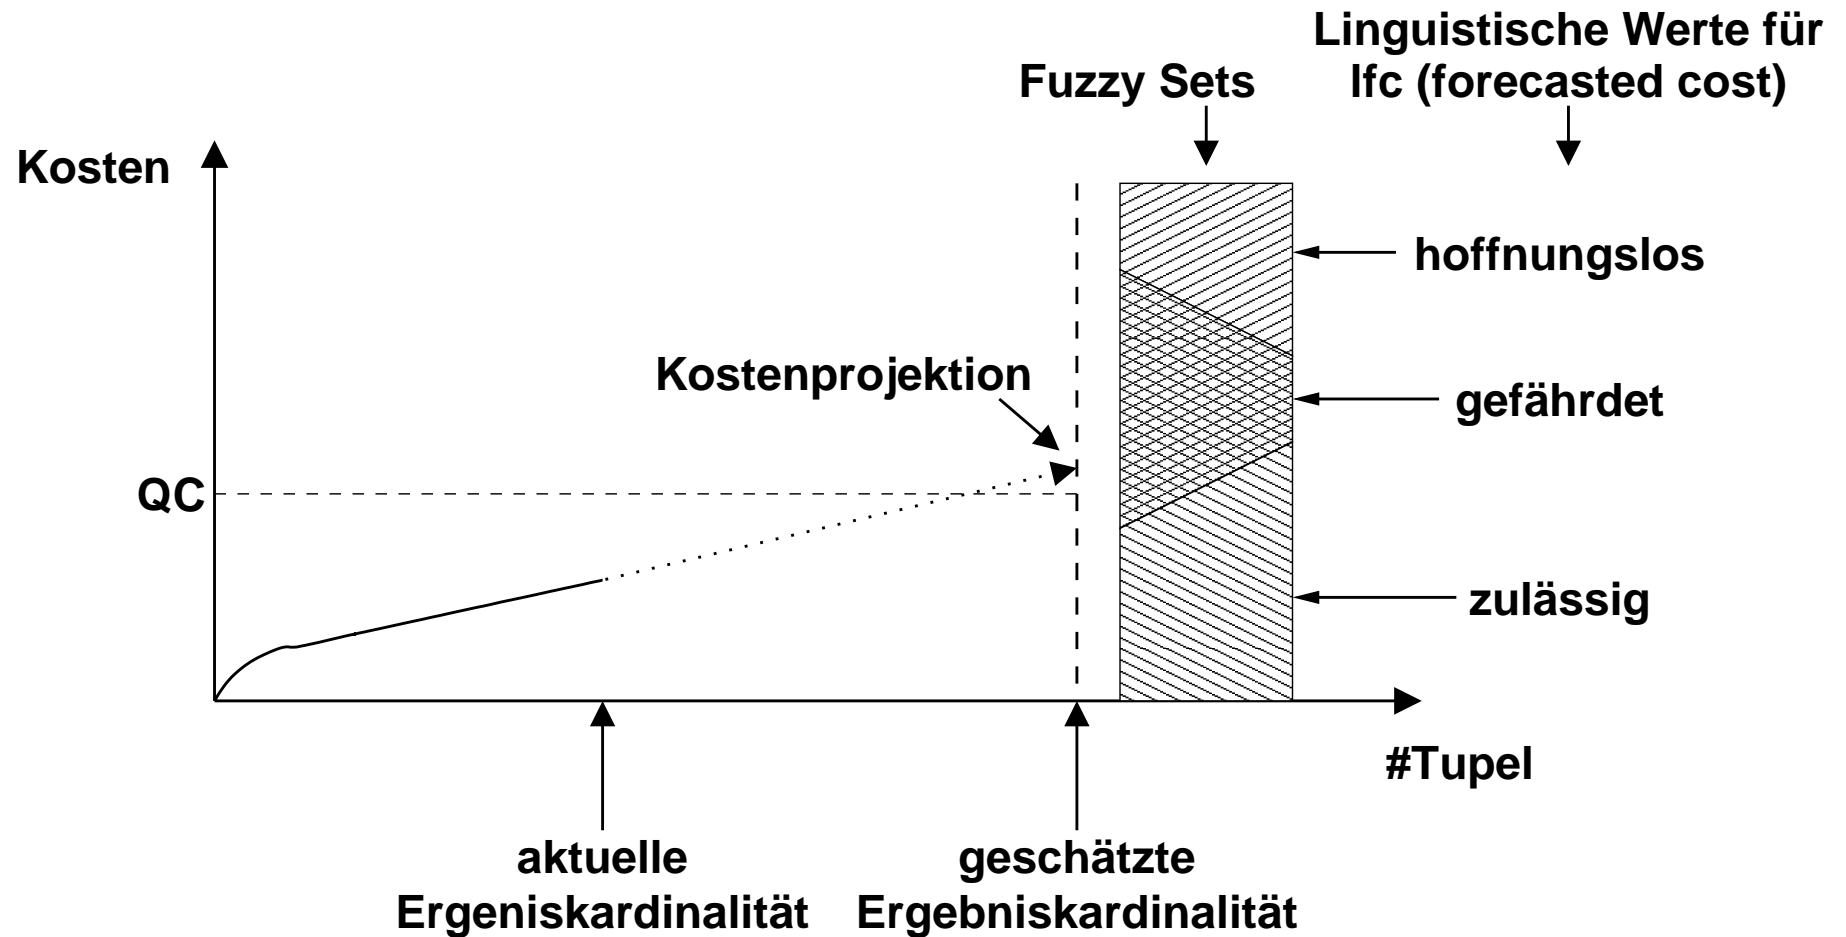 Linguistische Werte für
lfc (forecasted cost)
Fuzzy Sets
Kosten
hoffnungslos
Kostenprojektion
gefährdet
QC
zulässig
#Tupel
aktuelle
Ergeniskardinalität
geschätzte
Ergebniskardinalität